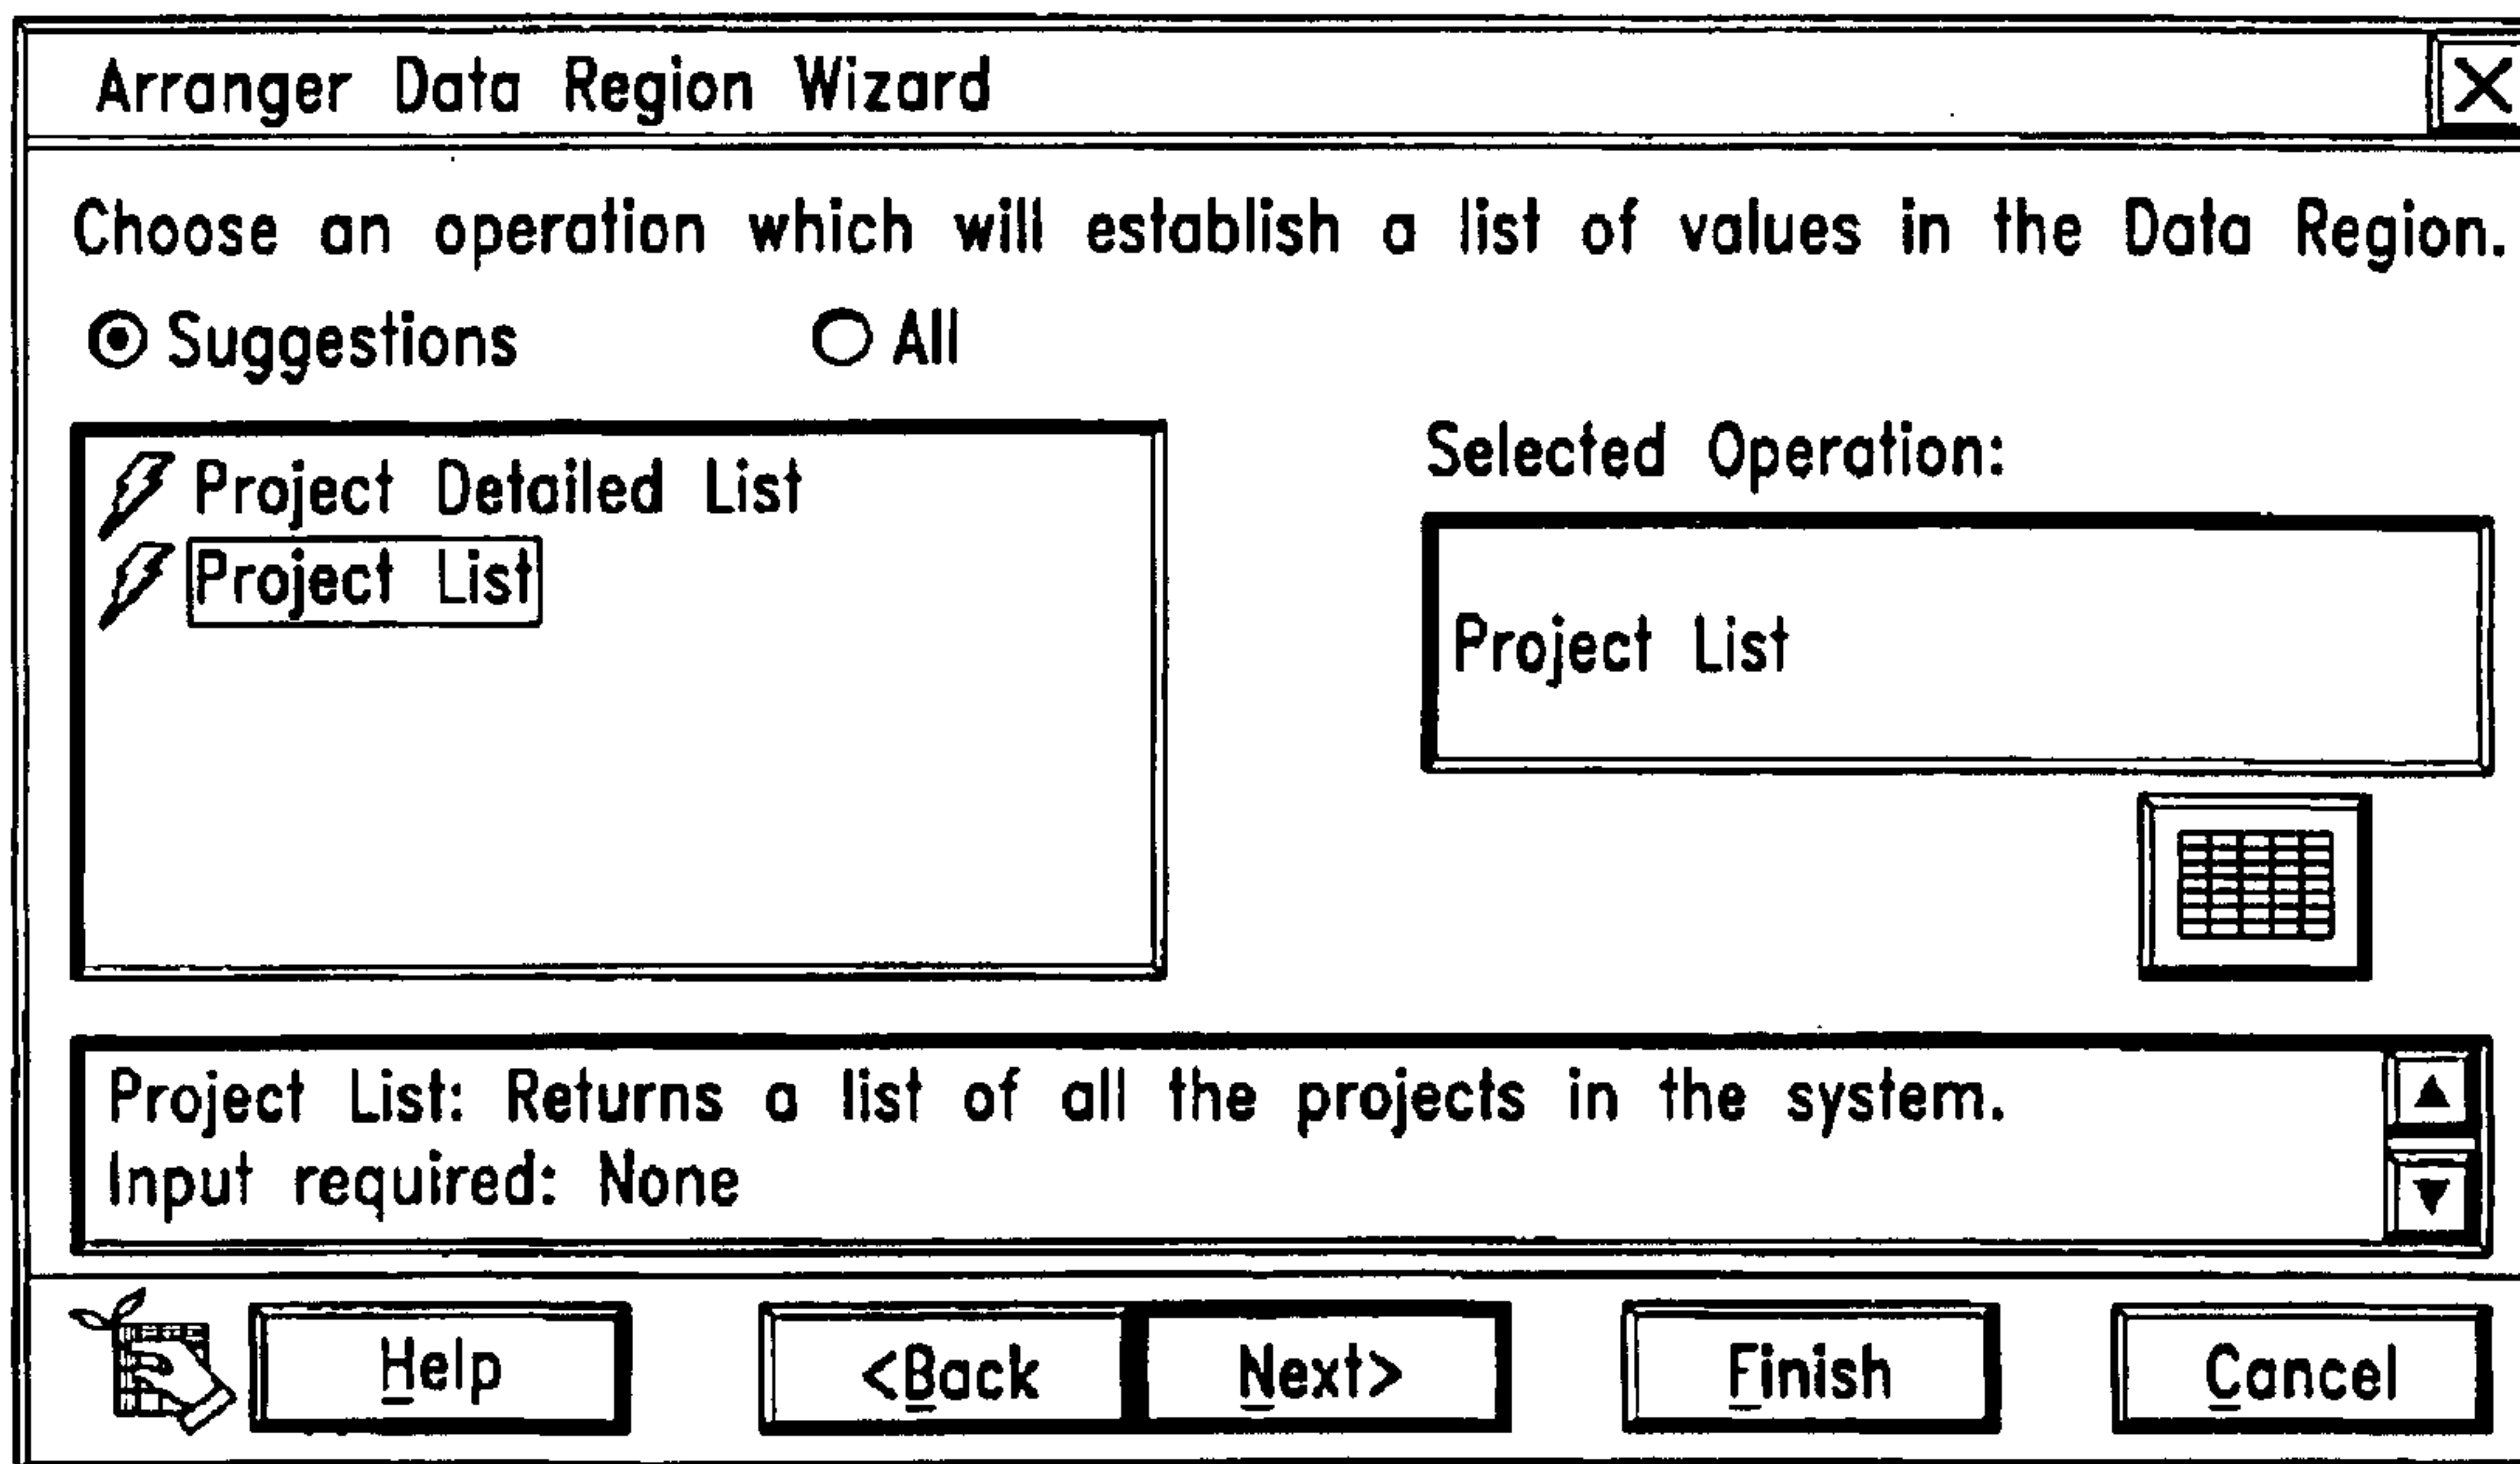 Arranger Data Region Wizard
Choose an operation which will establish a list of values in the Data Region.
Suggestions
All
Project Detailed List
Project List
Selected Operation:
Project List
Project List: Returns a list of all the projects in the system.
Input required: None
Help
<Back
Next>
Finish
Cancel